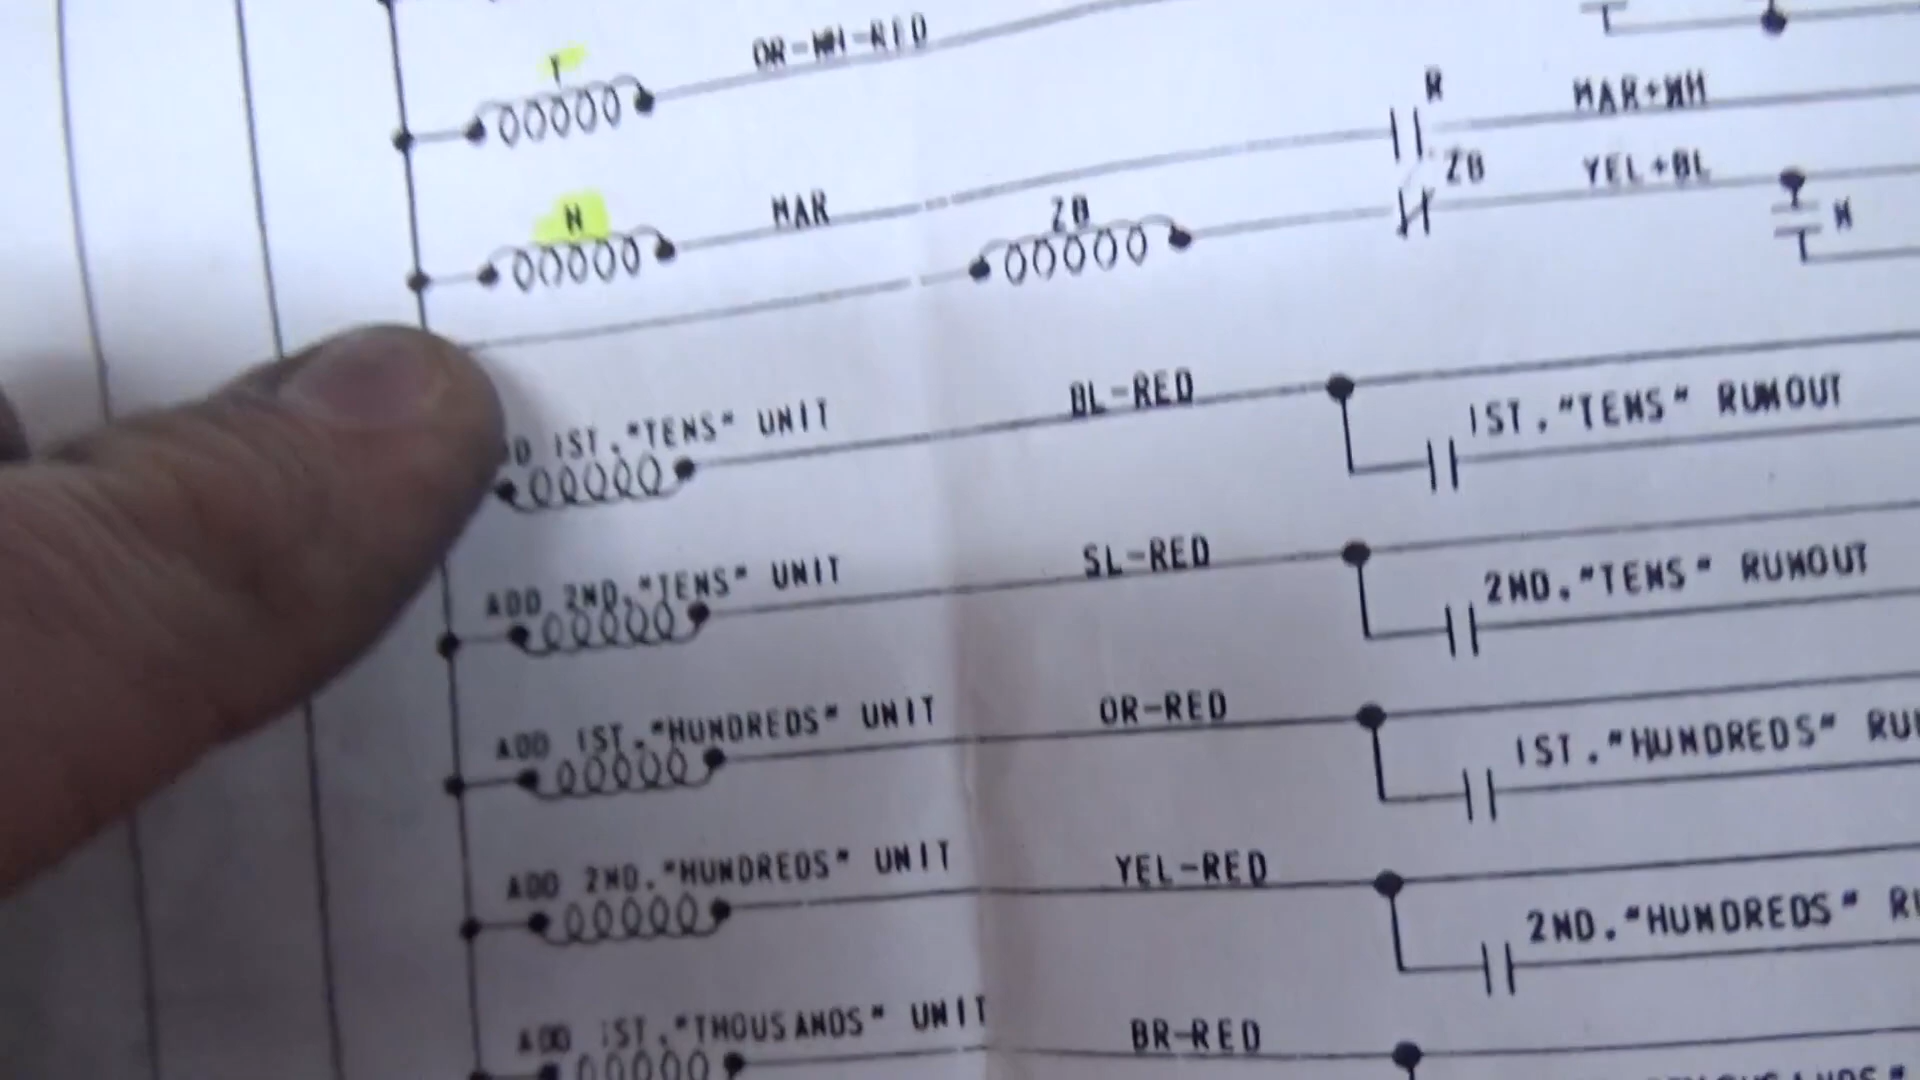 OR-WH-RED
T
R
MAR+WH
ZB
YEL+BL
N
MAR
ZB
BL-RED
1ST."TENS" UNIT
1ST."TENS" RUNOUT
SL-RED
ADD 2ND."TENS" UNIT
2ND."TENS" RUNOUT
OR-RED
ADD 1ST."HUNDREDS" UNIT
1ST."HUNDREDS"
YEL-RED
ADD 2ND."HUNDREDS" UNIT
2ND."HUNDREDS"
BR-RED
ADD 1ST."THOUSANDS" UNIT